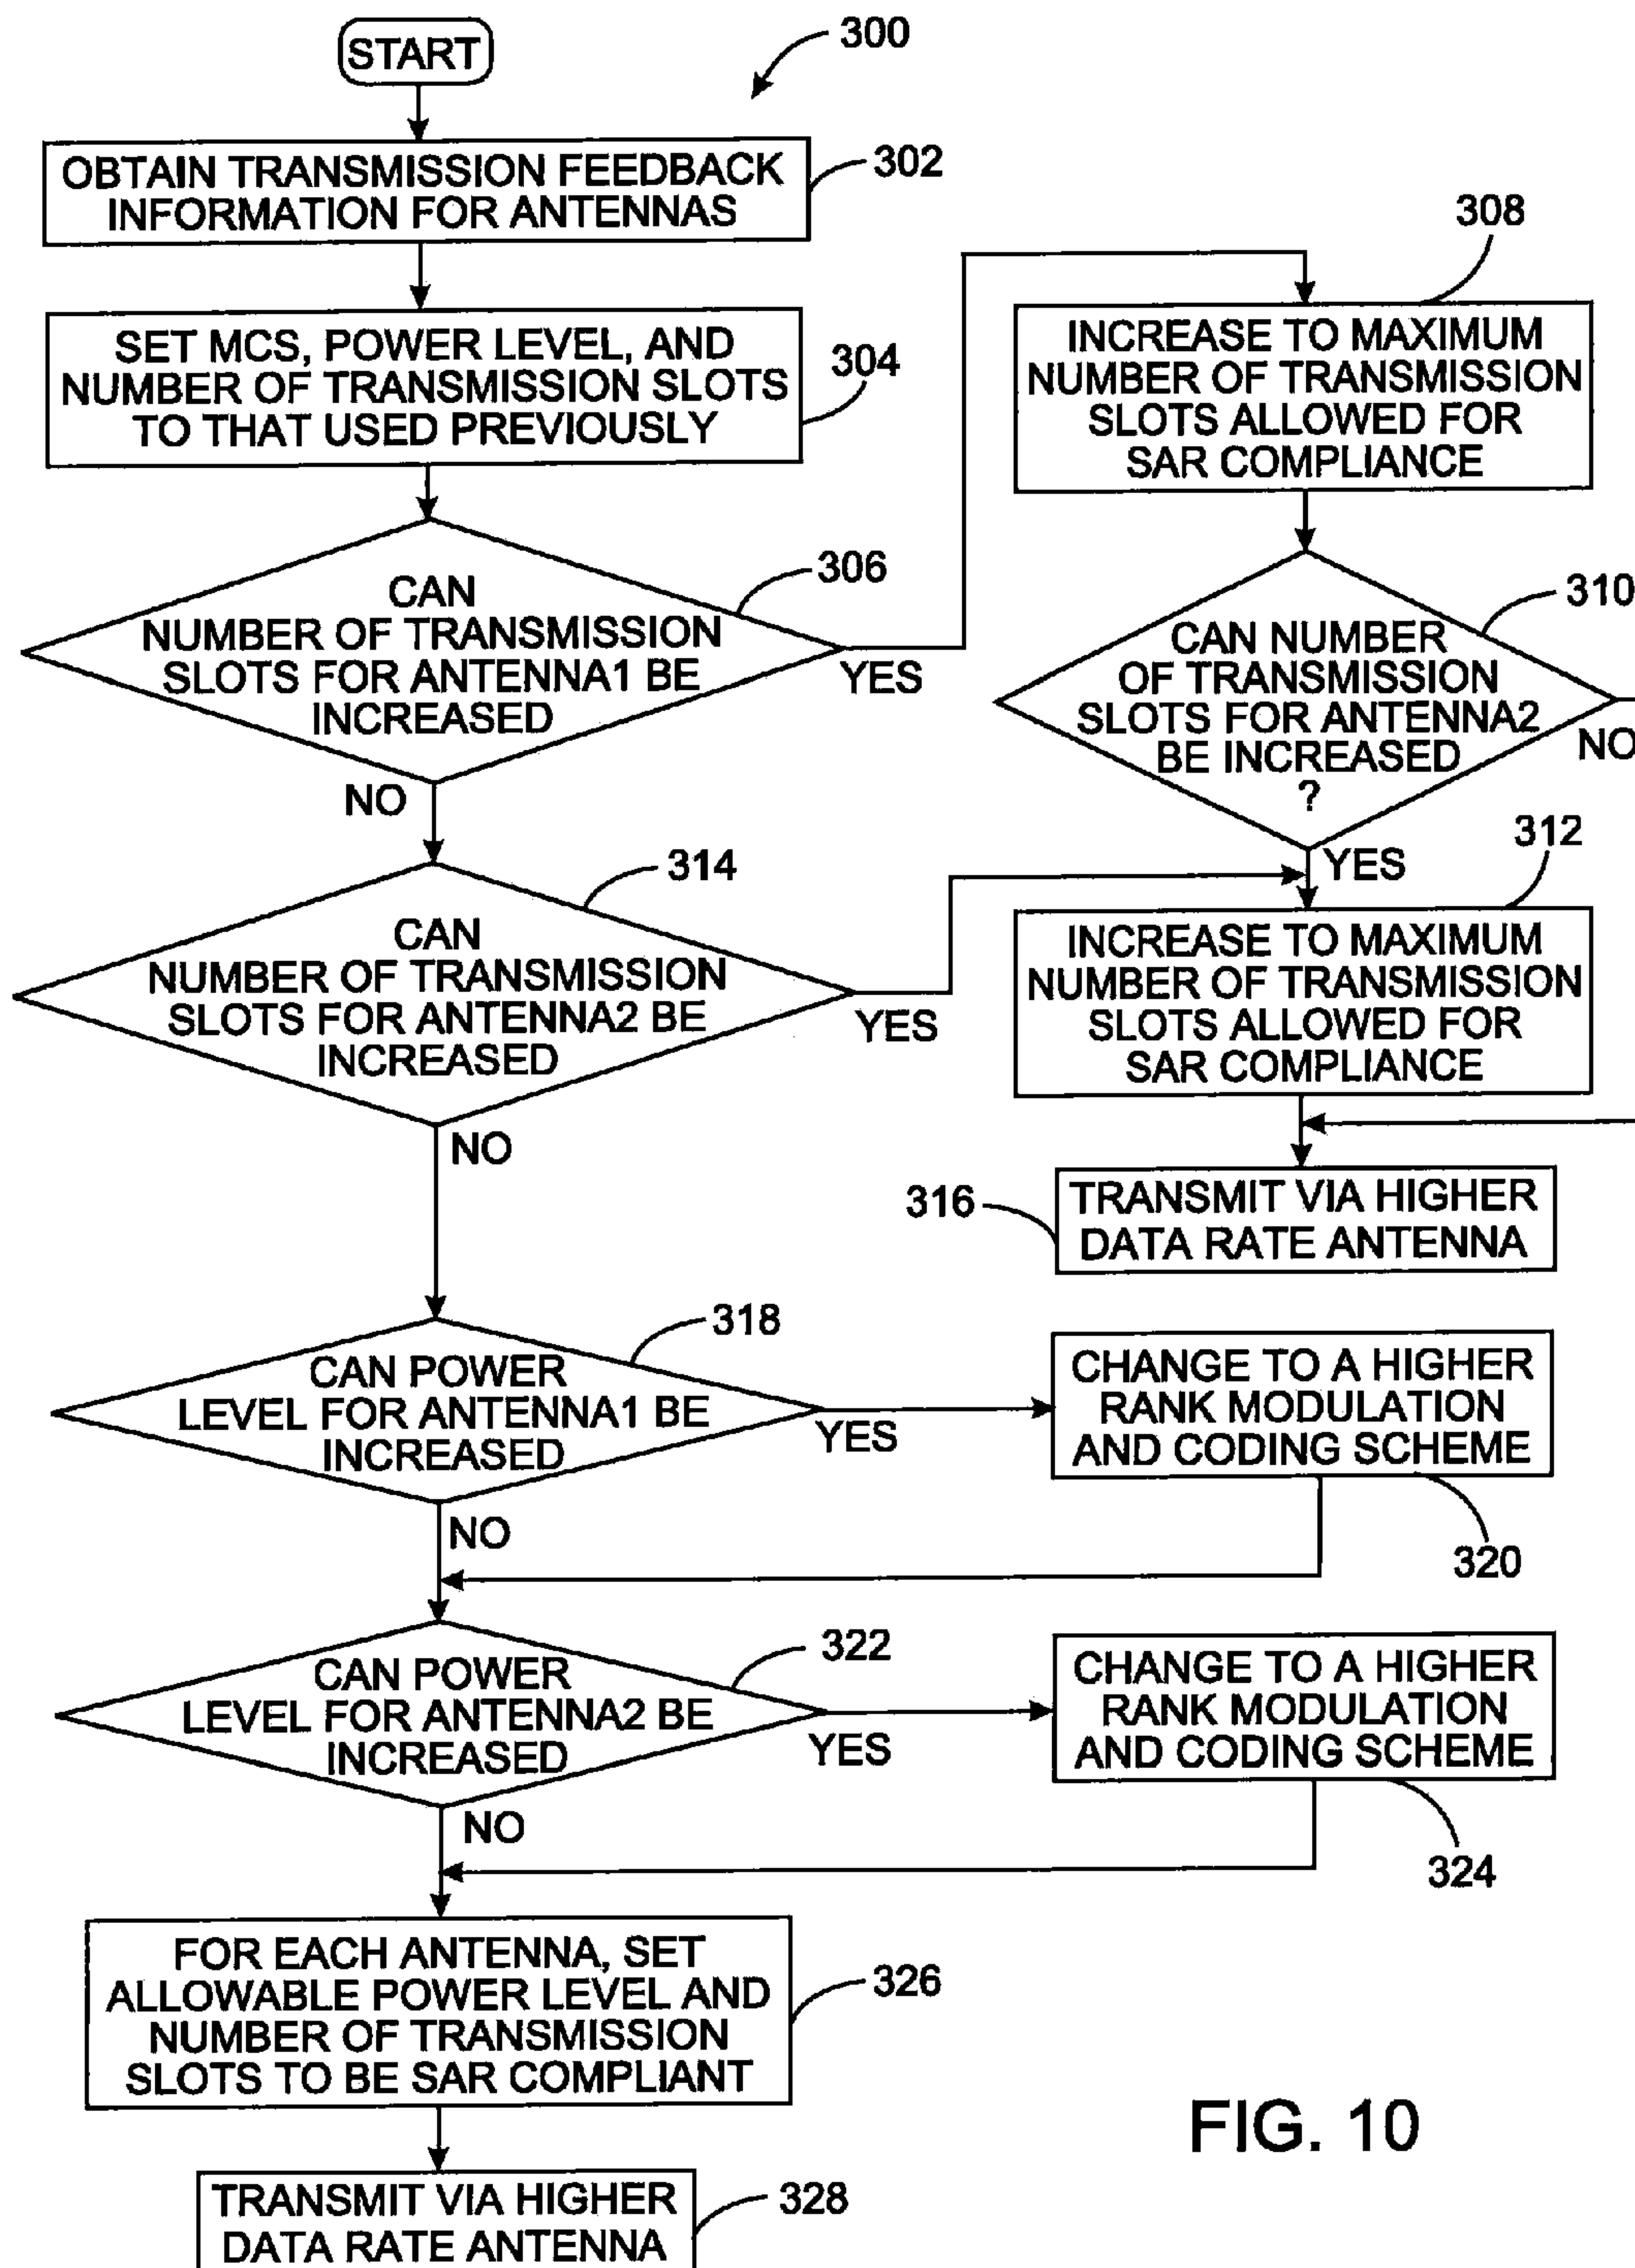 START
300
OBTAIN TRANSMISSION FEEDBACK
INFORMATION FOR ANTENNAS
302
SET MCS, POWER LEVEL, AND
NUMBER OF TRANSMISSION SLOTS
TO THAT USED PREVIOUSLY
304
CAN
NUMBER OF TRANSMISSION
SLOTS FOR ANTENNA1 BE
INCREASED
306
YES
NO
308
INCREASE TO MAXIMUM
NUMBER OF TRANSMISSION
SLOTS ALLOWED FOR
SAR COMPLIANCE
310
CAN NUMBER
OF TRANSMISSION
SLOTS FOR ANTENNA2
BE INCREASED
?
NO
YES
312
INCREASE TO MAXIMUM
NUMBER OF TRANSMISSION
SLOTS ALLOWED FOR
SAR COMPLIANCE
314
CAN
NUMBER OF TRANSMISSION
SLOTS FOR ANTENNA2 BE
INCREASED
YES
NO
316
TRANSMIT VIA HIGHER
DATA RATE ANTENNA
318
CAN POWER
LEVEL FOR ANTENNA1 BE
INCREASED
YES
NO
CHANGE TO A HIGHER
RANK MODULATION
AND CODING SCHEME
320
322
CAN POWER
LEVEL FOR ANTENNA2 BE
INCREASED
YES
NO
CHANGE TO A HIGHER
RANK MODULATION
AND CODING SCHEME
324
FOR EACH ANTENNA, SET
ALLOWABLE POWER LEVEL AND
NUMBER OF TRANSMISSION
SLOTS TO BE SAR COMPLIANT
326
TRANSMIT VIA HIGHER
DATA RATE ANTENNA
328
FIG. 10